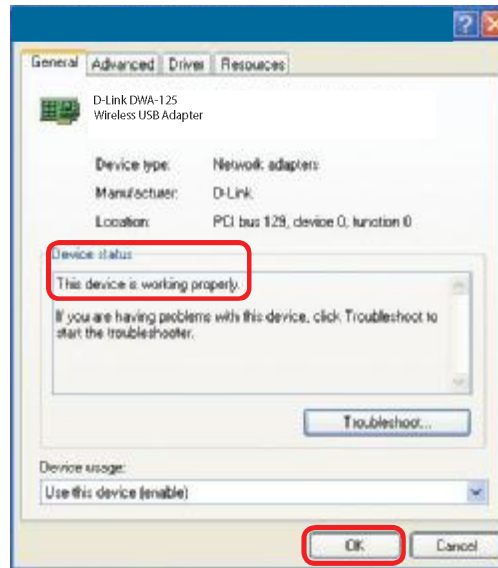 ?
General Advanced Driver Resources
D-Link DWA-125
Wireless USB Adapter
Device type: Network adapters
Manufacturer: D-Link
Location: PCI bus 129, device 0, function 0
Device status
This device is working properly.
If you are having problems with this device, click Troubleshoot to
start the troubleshooter.
Troubleshoot...
Device usage:
Use this device (enable)
OK Cancel